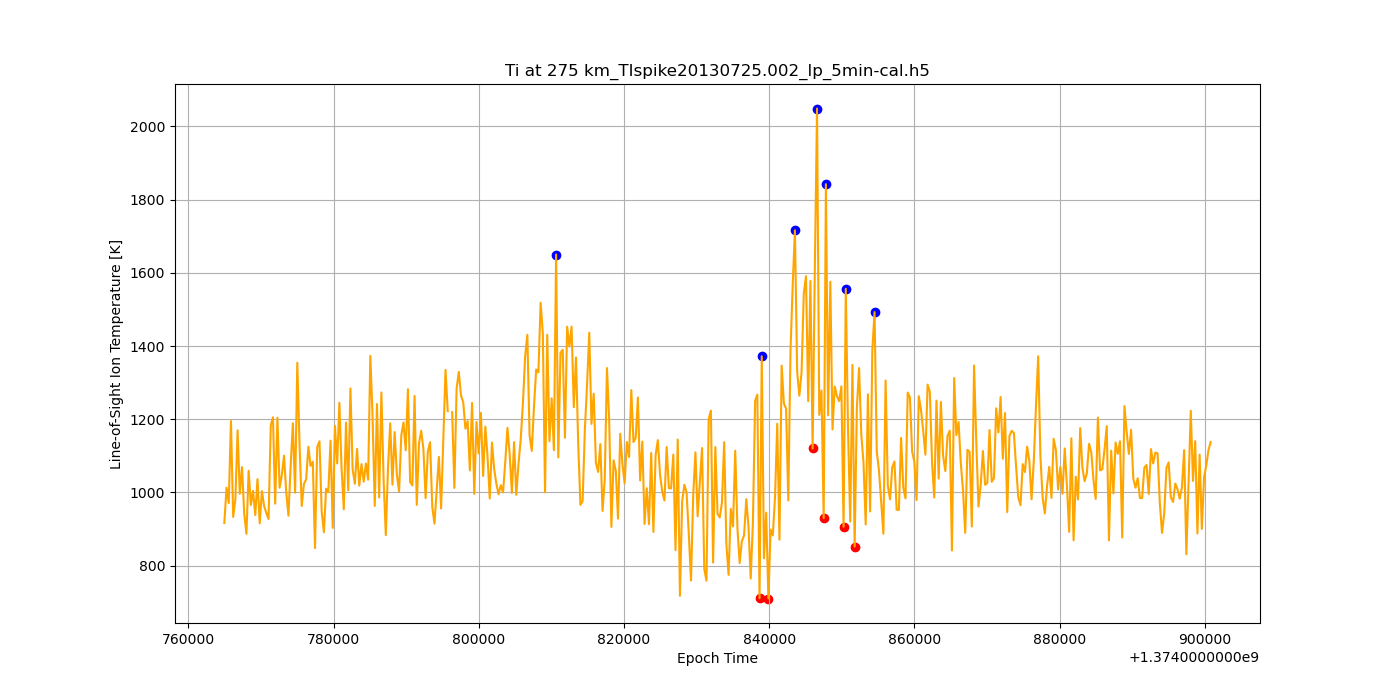 Ti at 275 km_TIspike20130725.002_lp_5min-cal.h5
Line-of-Sight Ion Temperature [K]
2000
1800
1600
1400
1200
1000
800
760000 780000 800000 820000 840000 860000 880000 900000
Epoch Time
+1.3740000000e9